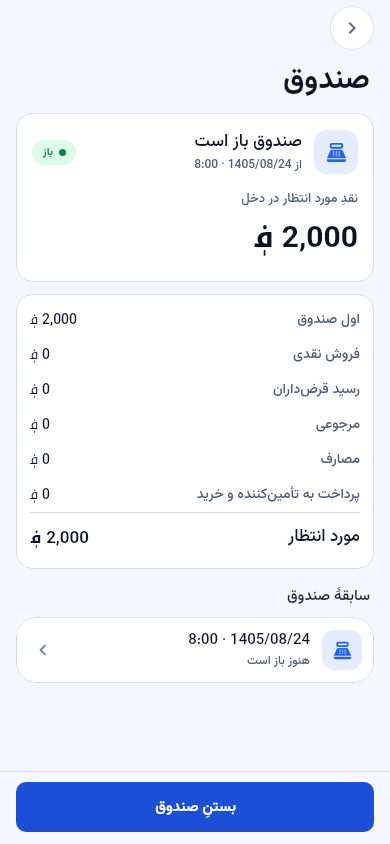 صندوق
صندوق باز است
باز
از 1405/08/24 · 8:00
نقدِ مورد انتظار در دخل
2,000 ؋
اول صندوق
2,000 ؋
فروش نقدی
0 ؋
رسید قرض‌داران
0 ؋
مرجوعی
0 ؋
مصارف
0 ؋
پرداخت به تأمین‌کننده و خرید
0 ؋
مورد انتظار
2,000 ؋
سابقهٔ صندوق
1405/08/24 · 8:00
هنوز باز است
بستنِ صندوق